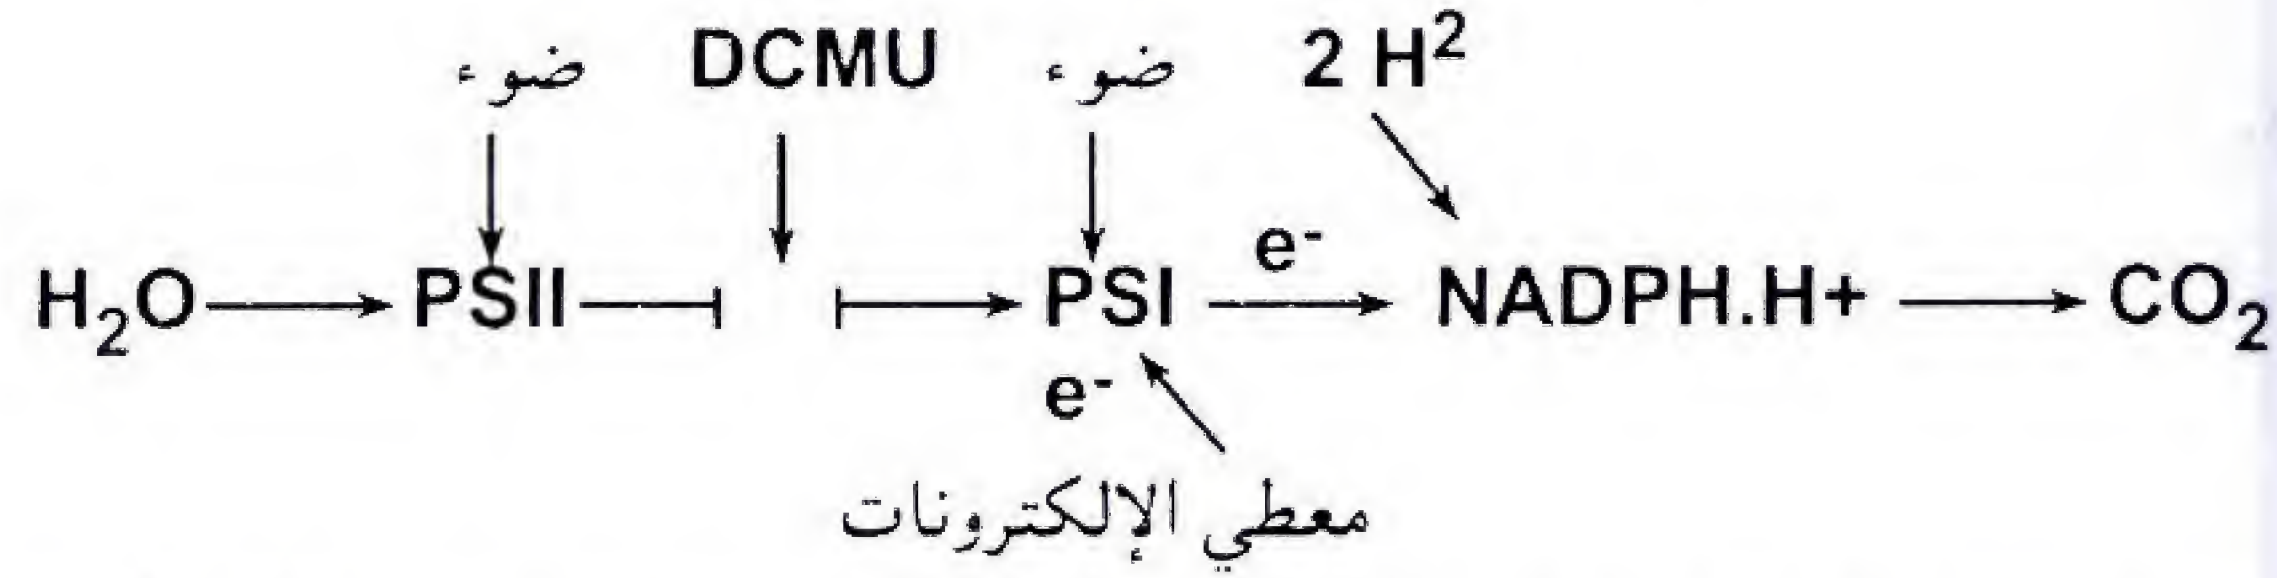 ضوء DCMU ضوء 2 H²
H₂O PSII PSI e⁻ NADPH.H+ CO₂
e⁻
معطي الإلكترونات